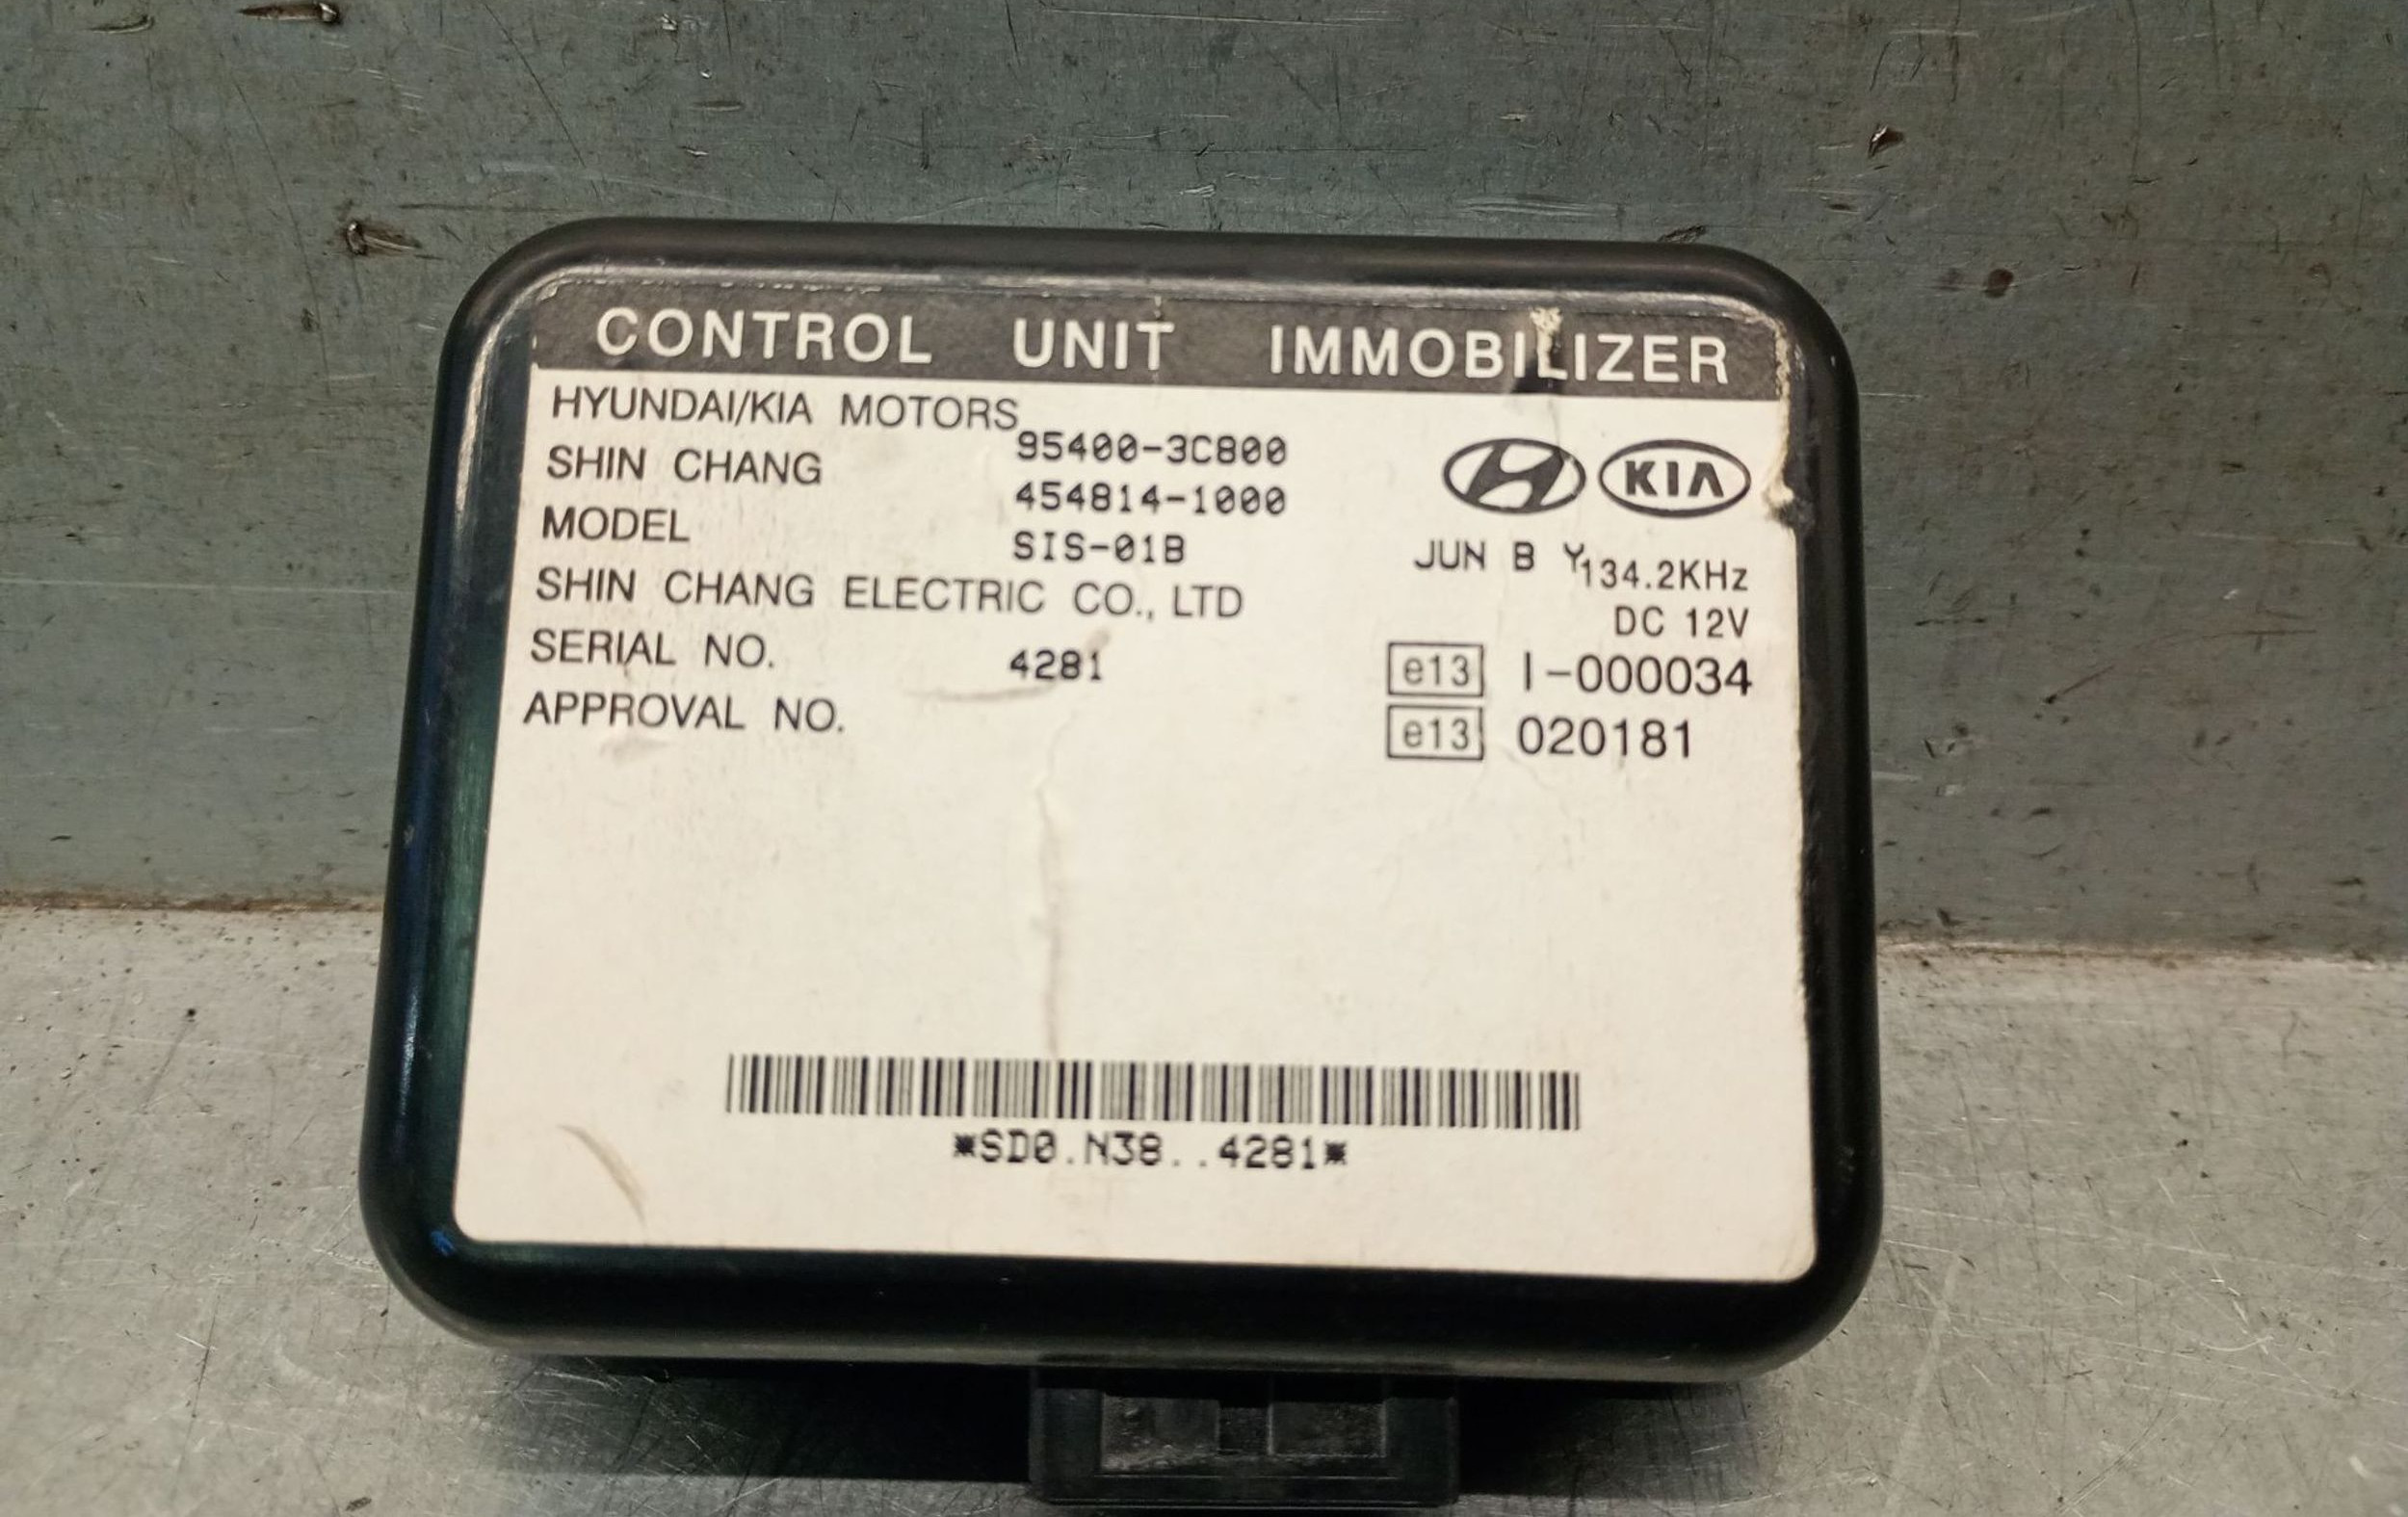 CONTROL UNIT IMMOBILIZER
HYUNDAI/KIA MOTORS 95400-3C800
SHIN CHANG 454814-1000
KIA
MODEL SIS-01B
JUN B Y 134.2KHz
SHIN CHANG ELECTRIC CO., LTD
DC 12V
SERIAL NO. 4281
e13 I-000034
APPROVAL NO.
e13 020181
*SD0.N38..4281*